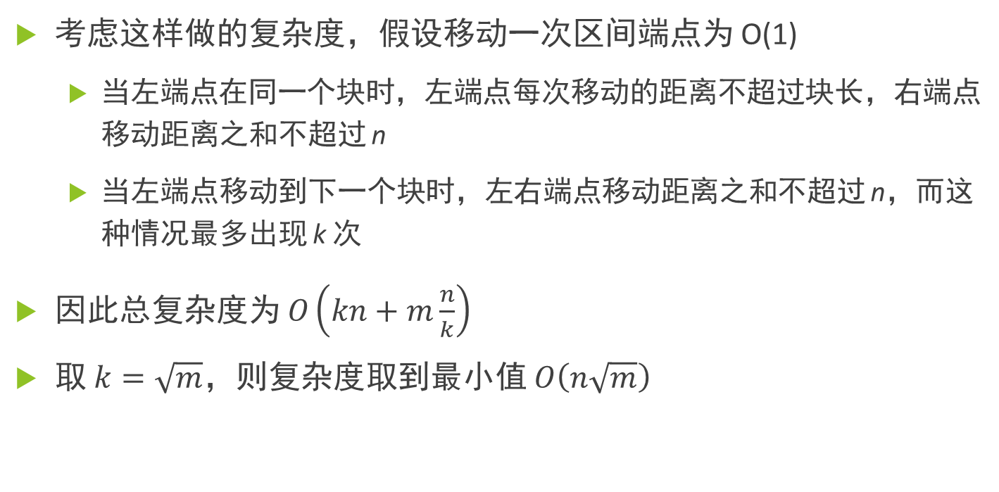 考虑这样做的复杂度，假设移动一次区间端点为 O(1)
当左端点在同一个块时，左端点每次移动的距离不超过块长，右端点
移动距离之和不超过 n
当左端点移动到下一个块时，左右端点移动距离之和不超过 n，而这
种情况最多出现 k 次
因此总复杂度为 O(kn + m n/k)
取 k = √m，则复杂度取到最小值 O(n√m)